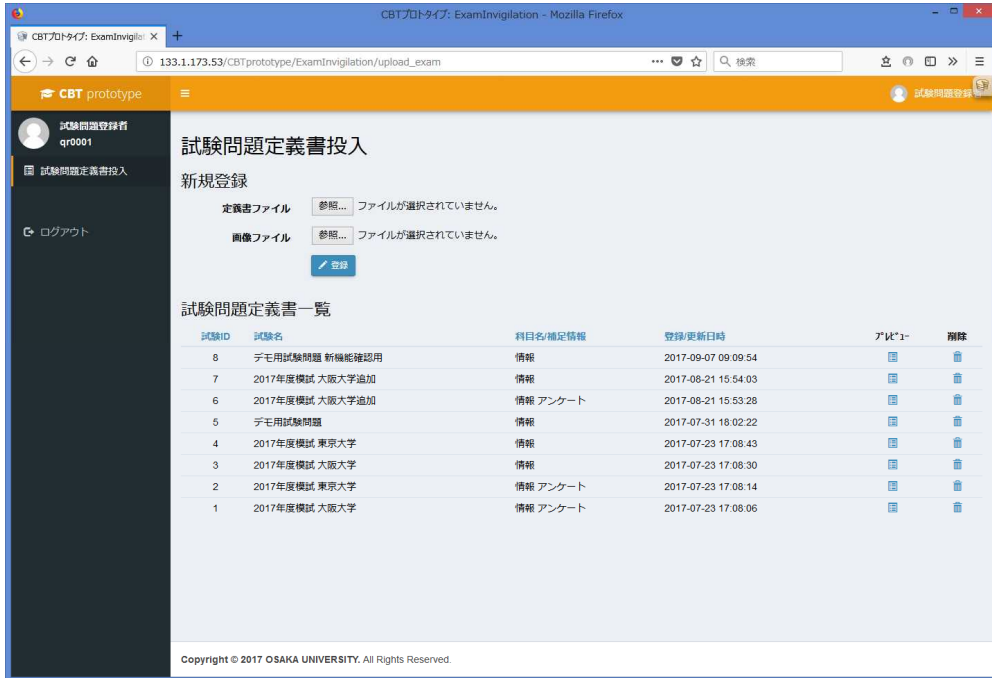 CBTプロトタイプ: ExamInvigilation - Mozilla Firefox
CBTプロトタイプ: ExamInvigilat
133.1.173.53/CBTprototype/ExamInvigilation/upload_exam
検索
CBT prototype
試験問題登録者
試験問題登録者
qr0001
試験問題定義書投入
ログアウト
試験問題定義書投入
新規登録
定義書ファイル 参照... ファイルが選択されていません。
画像ファイル 参照... ファイルが選択されていません。
登録
試験問題定義書一覧
試験ID 試験名 科目名/補足情報 登録/更新日時 ﾌﾟﾚﾋﾞｭｰ 削除
8 デモ用試験問題 新機能確認用 情報 2017-09-07 09:09:54
7 2017年度模試 大阪大学追加 情報 2017-08-21 15:54:03
6 2017年度模試 大阪大学追加 情報 アンケート 2017-08-21 15:53:28
5 デモ用試験問題 情報 2017-07-31 18:02:22
4 2017年度模試 東京大学 情報 2017-07-23 17:08:43
3 2017年度模試 大阪大学 情報 2017-07-23 17:08:30
2 2017年度模試 東京大学 情報 アンケート 2017-07-23 17:08:14
1 2017年度模試 大阪大学 情報 アンケート 2017-07-23 17:08:06
Copyright © 2017 OSAKA UNIVERSITY. All Rights Reserved.